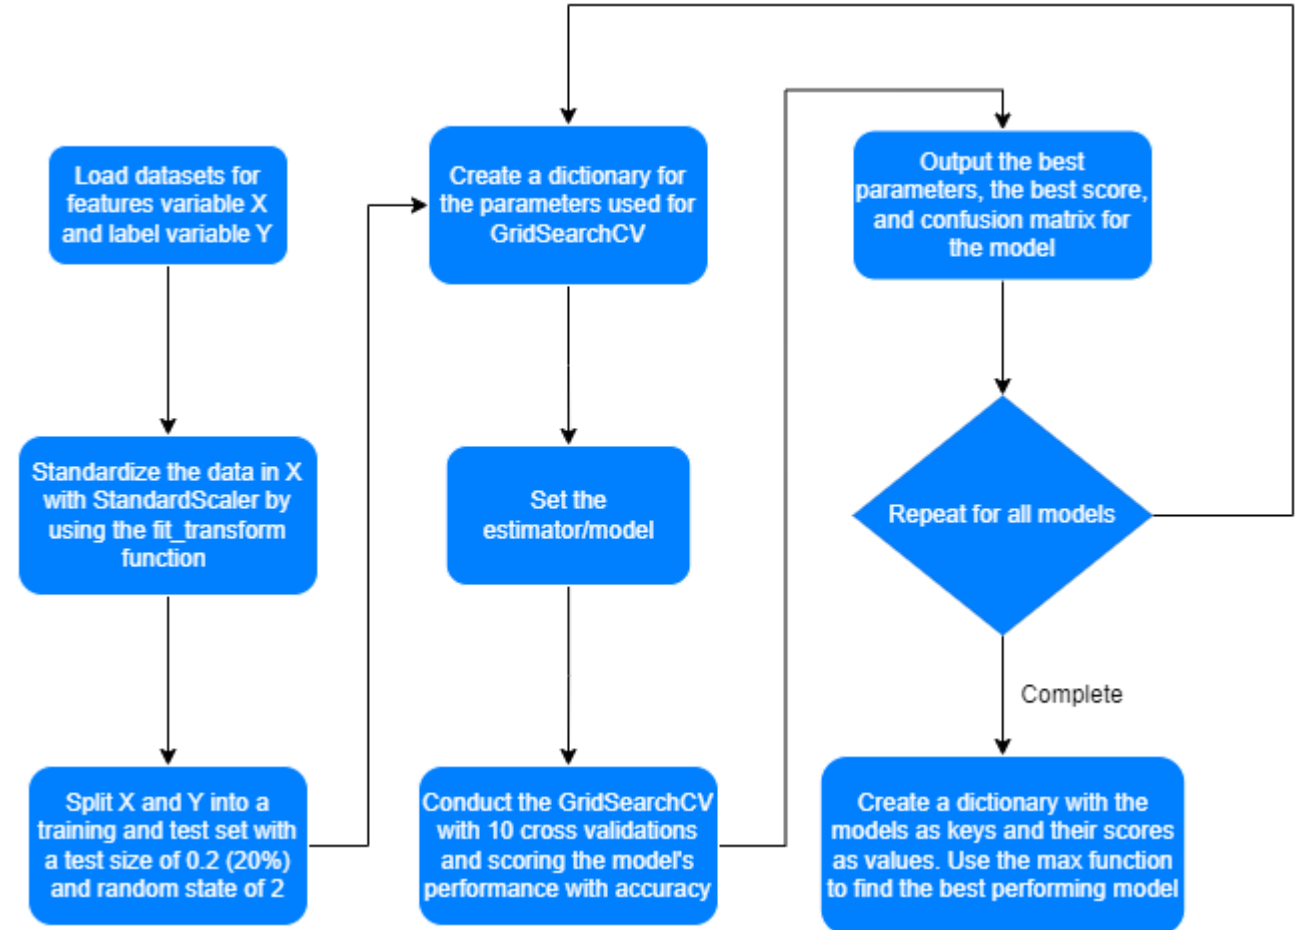 Load datasets for
features variable X
and label variable Y
Standardize the data in X
with StandardScaler by
using the fit_transform
function
Split X and Y into a
training and test set with
a test size of 0.2 (20%)
and random state of 2
Create a dictionary for
the parameters used for
GridSearchCV
Set the
estimator/model
Conduct the GridSearchCV
with 10 cross validations
and scoring the model's
performance with accuracy
Output the best
parameters, the best score,
and confusion matrix for
the model
Repeat for all models
Complete
Create a dictionary with the
models as keys and their scores
as values. Use the max function
to find the best performing model